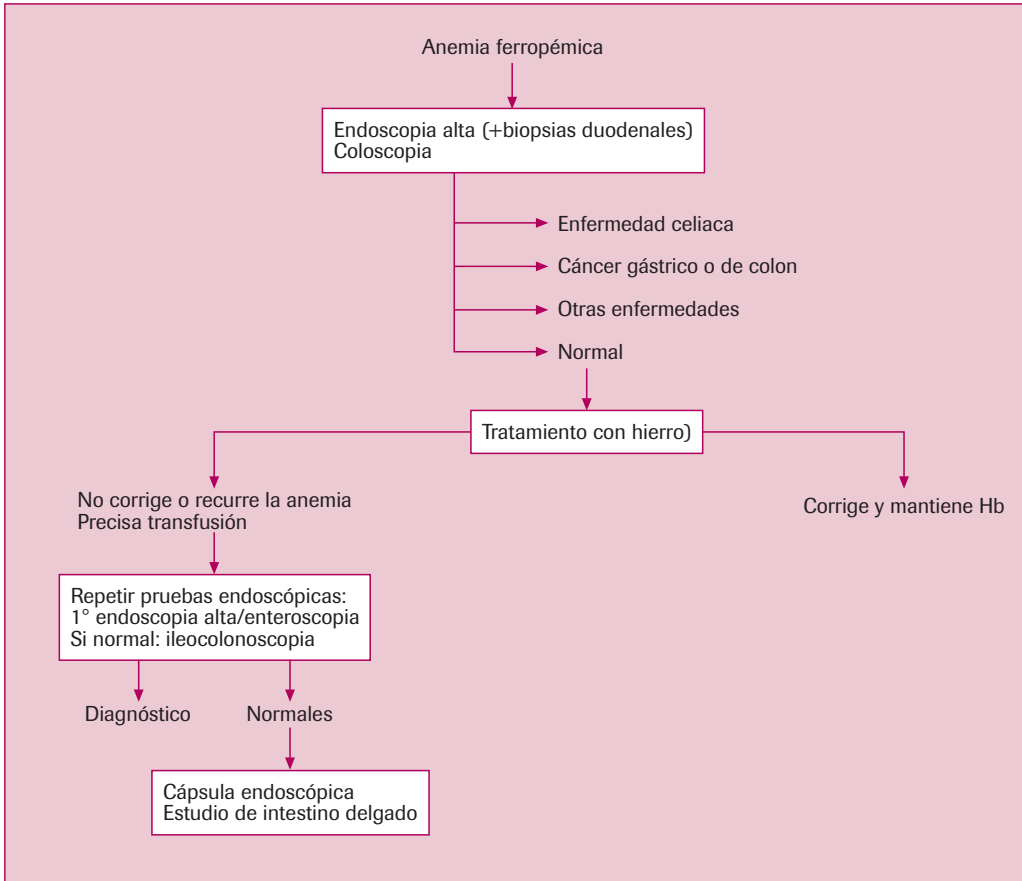 Anemia ferropémica
Endoscopia alta (+biopsias duodenales)
Coloscopia
Enfermedad celiaca
Cáncer gástrico o de colon
Otras enfermedades
Normal
Tratamiento con hierro)
No corrige o recurre la anemia
Precisa transfusión
Corrige y mantiene Hb
Repetir pruebas endoscópicas:
1° endoscopia alta/enteroscopia
Si normal: ileocolonoscopia
Diagnóstico
Normales
Cápsula endoscópica
Estudio de intestino delgado